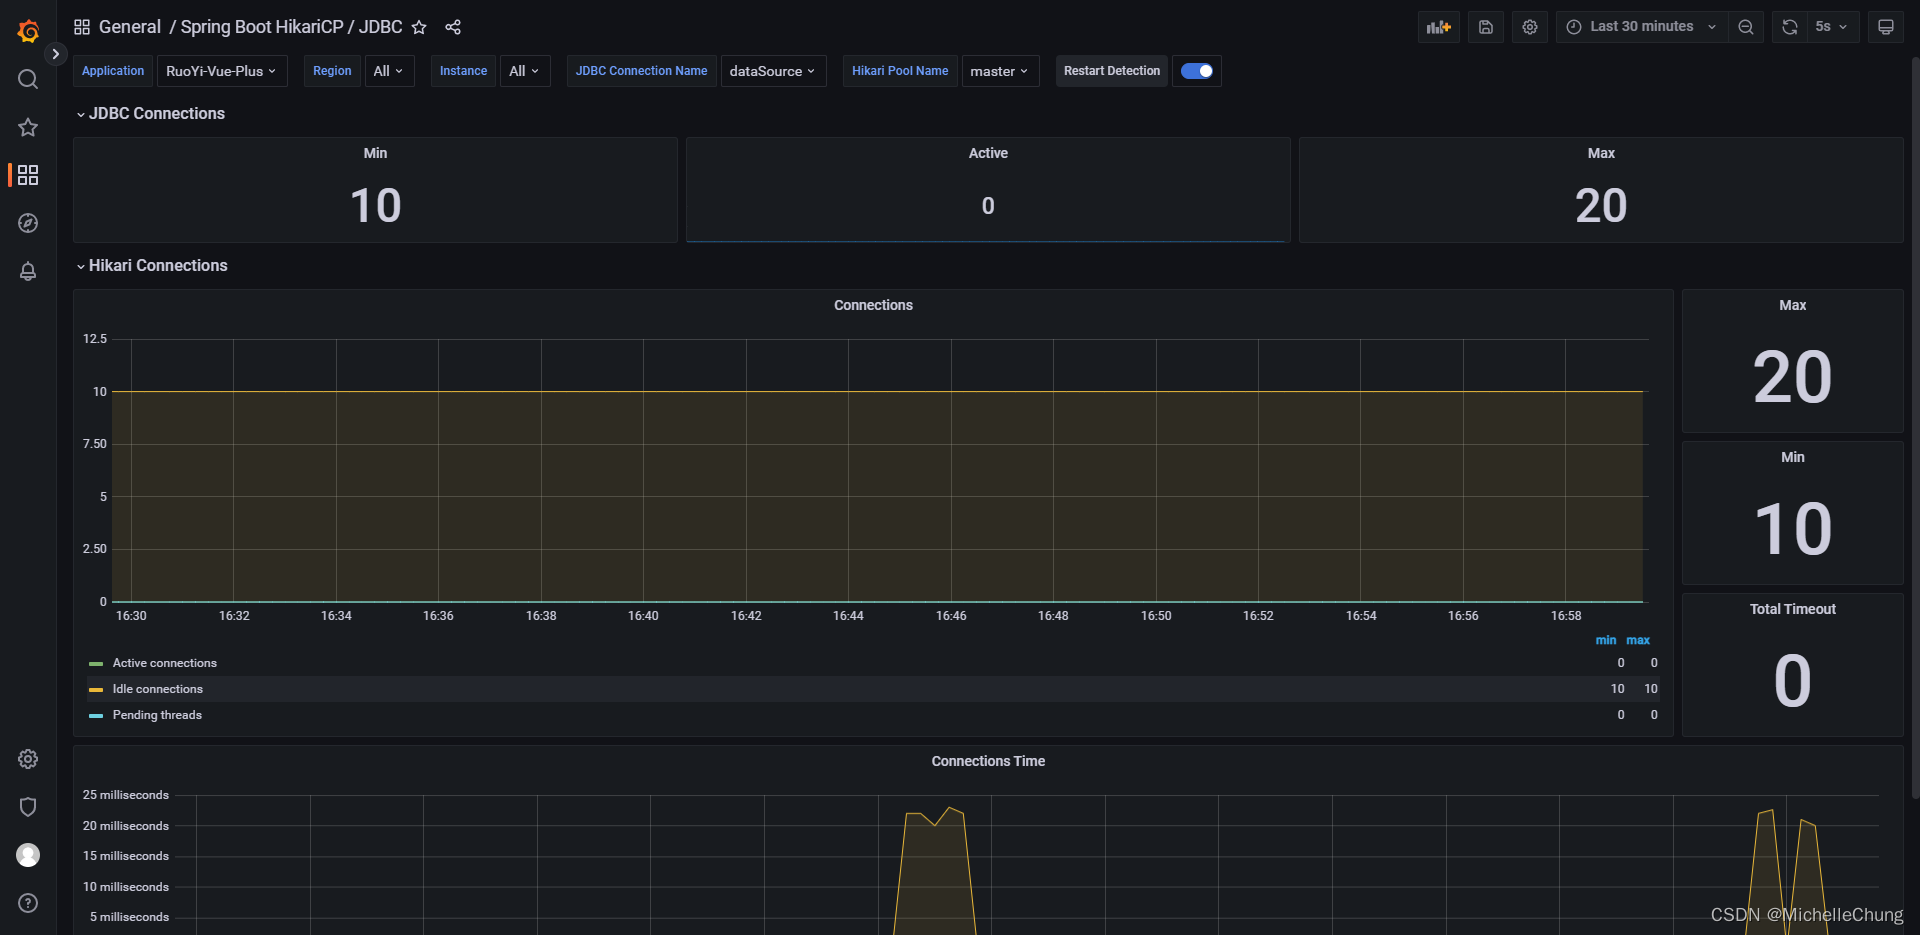 General / Spring Boot HikariCP / JDBC
Last 30 minutes
5s
Application RuoYi-Vue-Plus Region All Instance All JDBC Connection Name dataSource Hikari Pool Name master Restart Detection
JDBC Connections
Min
10
Active
0
Max
20
Hikari Connections
Connections
12.5
10
7.50
5
2.50
0
16:30 16:32 16:34 16:36 16:38 16:40 16:42 16:44 16:46 16:48 16:50 16:52 16:54 16:56 16:58
min max
Active connections 0 0
Idle connections 10 10
Pending threads 0 0
Max
20
Min
10
Total Timeout
0
Connections Time
25 milliseconds
20 milliseconds
15 milliseconds
10 milliseconds
5 milliseconds
CSDN @MichelleChung